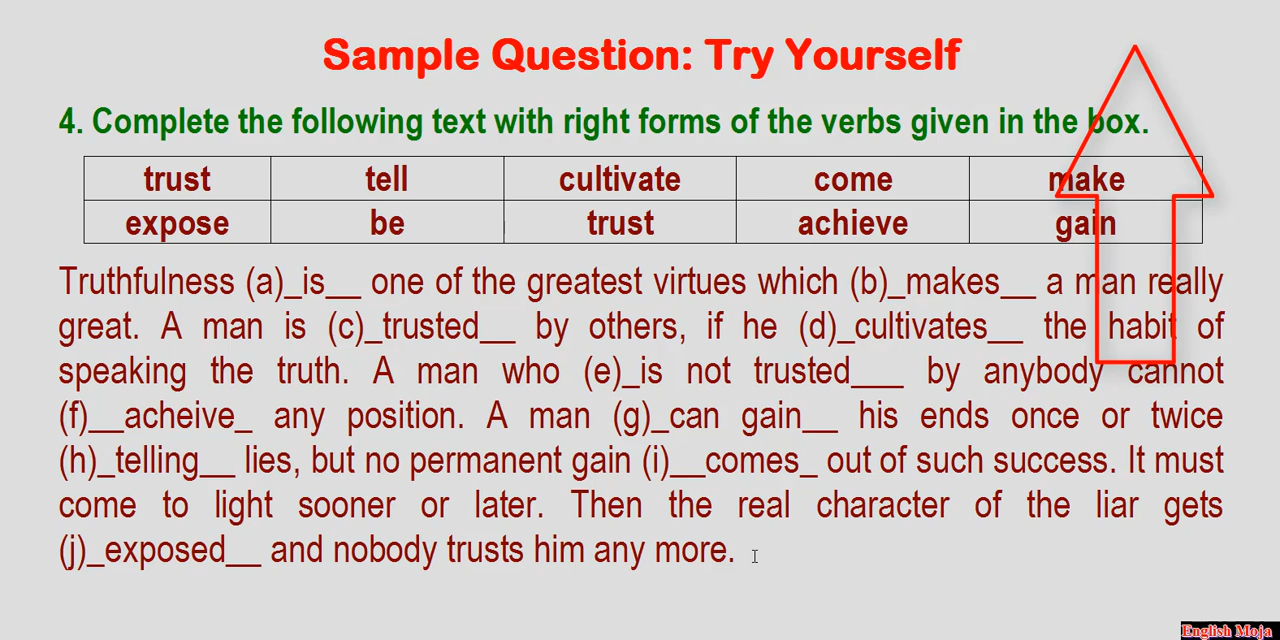 Sample Question: Try Yourself
4. Complete the following text with right forms of the verbs given in the box.
trust tell cultivate come make
expose be trust achieve gain
Truthfulness (a)_is__ one of the greatest virtues which (b)_makes__ a man really
great. A man is (c)_trusted__ by others, if he (d)_cultivates__ the habit of
speaking the truth. A man who (e)_is not trusted___ by anybody cannot
(f)__acheive_ any position. A man (g)_can gain__ his ends once or twice
(h)_telling__ lies, but no permanent gain (i)__comes_ out of such success. It must
come to light sooner or later. Then the real character of the liar gets
(j)_exposed__ and nobody trusts him any more.
English Moja